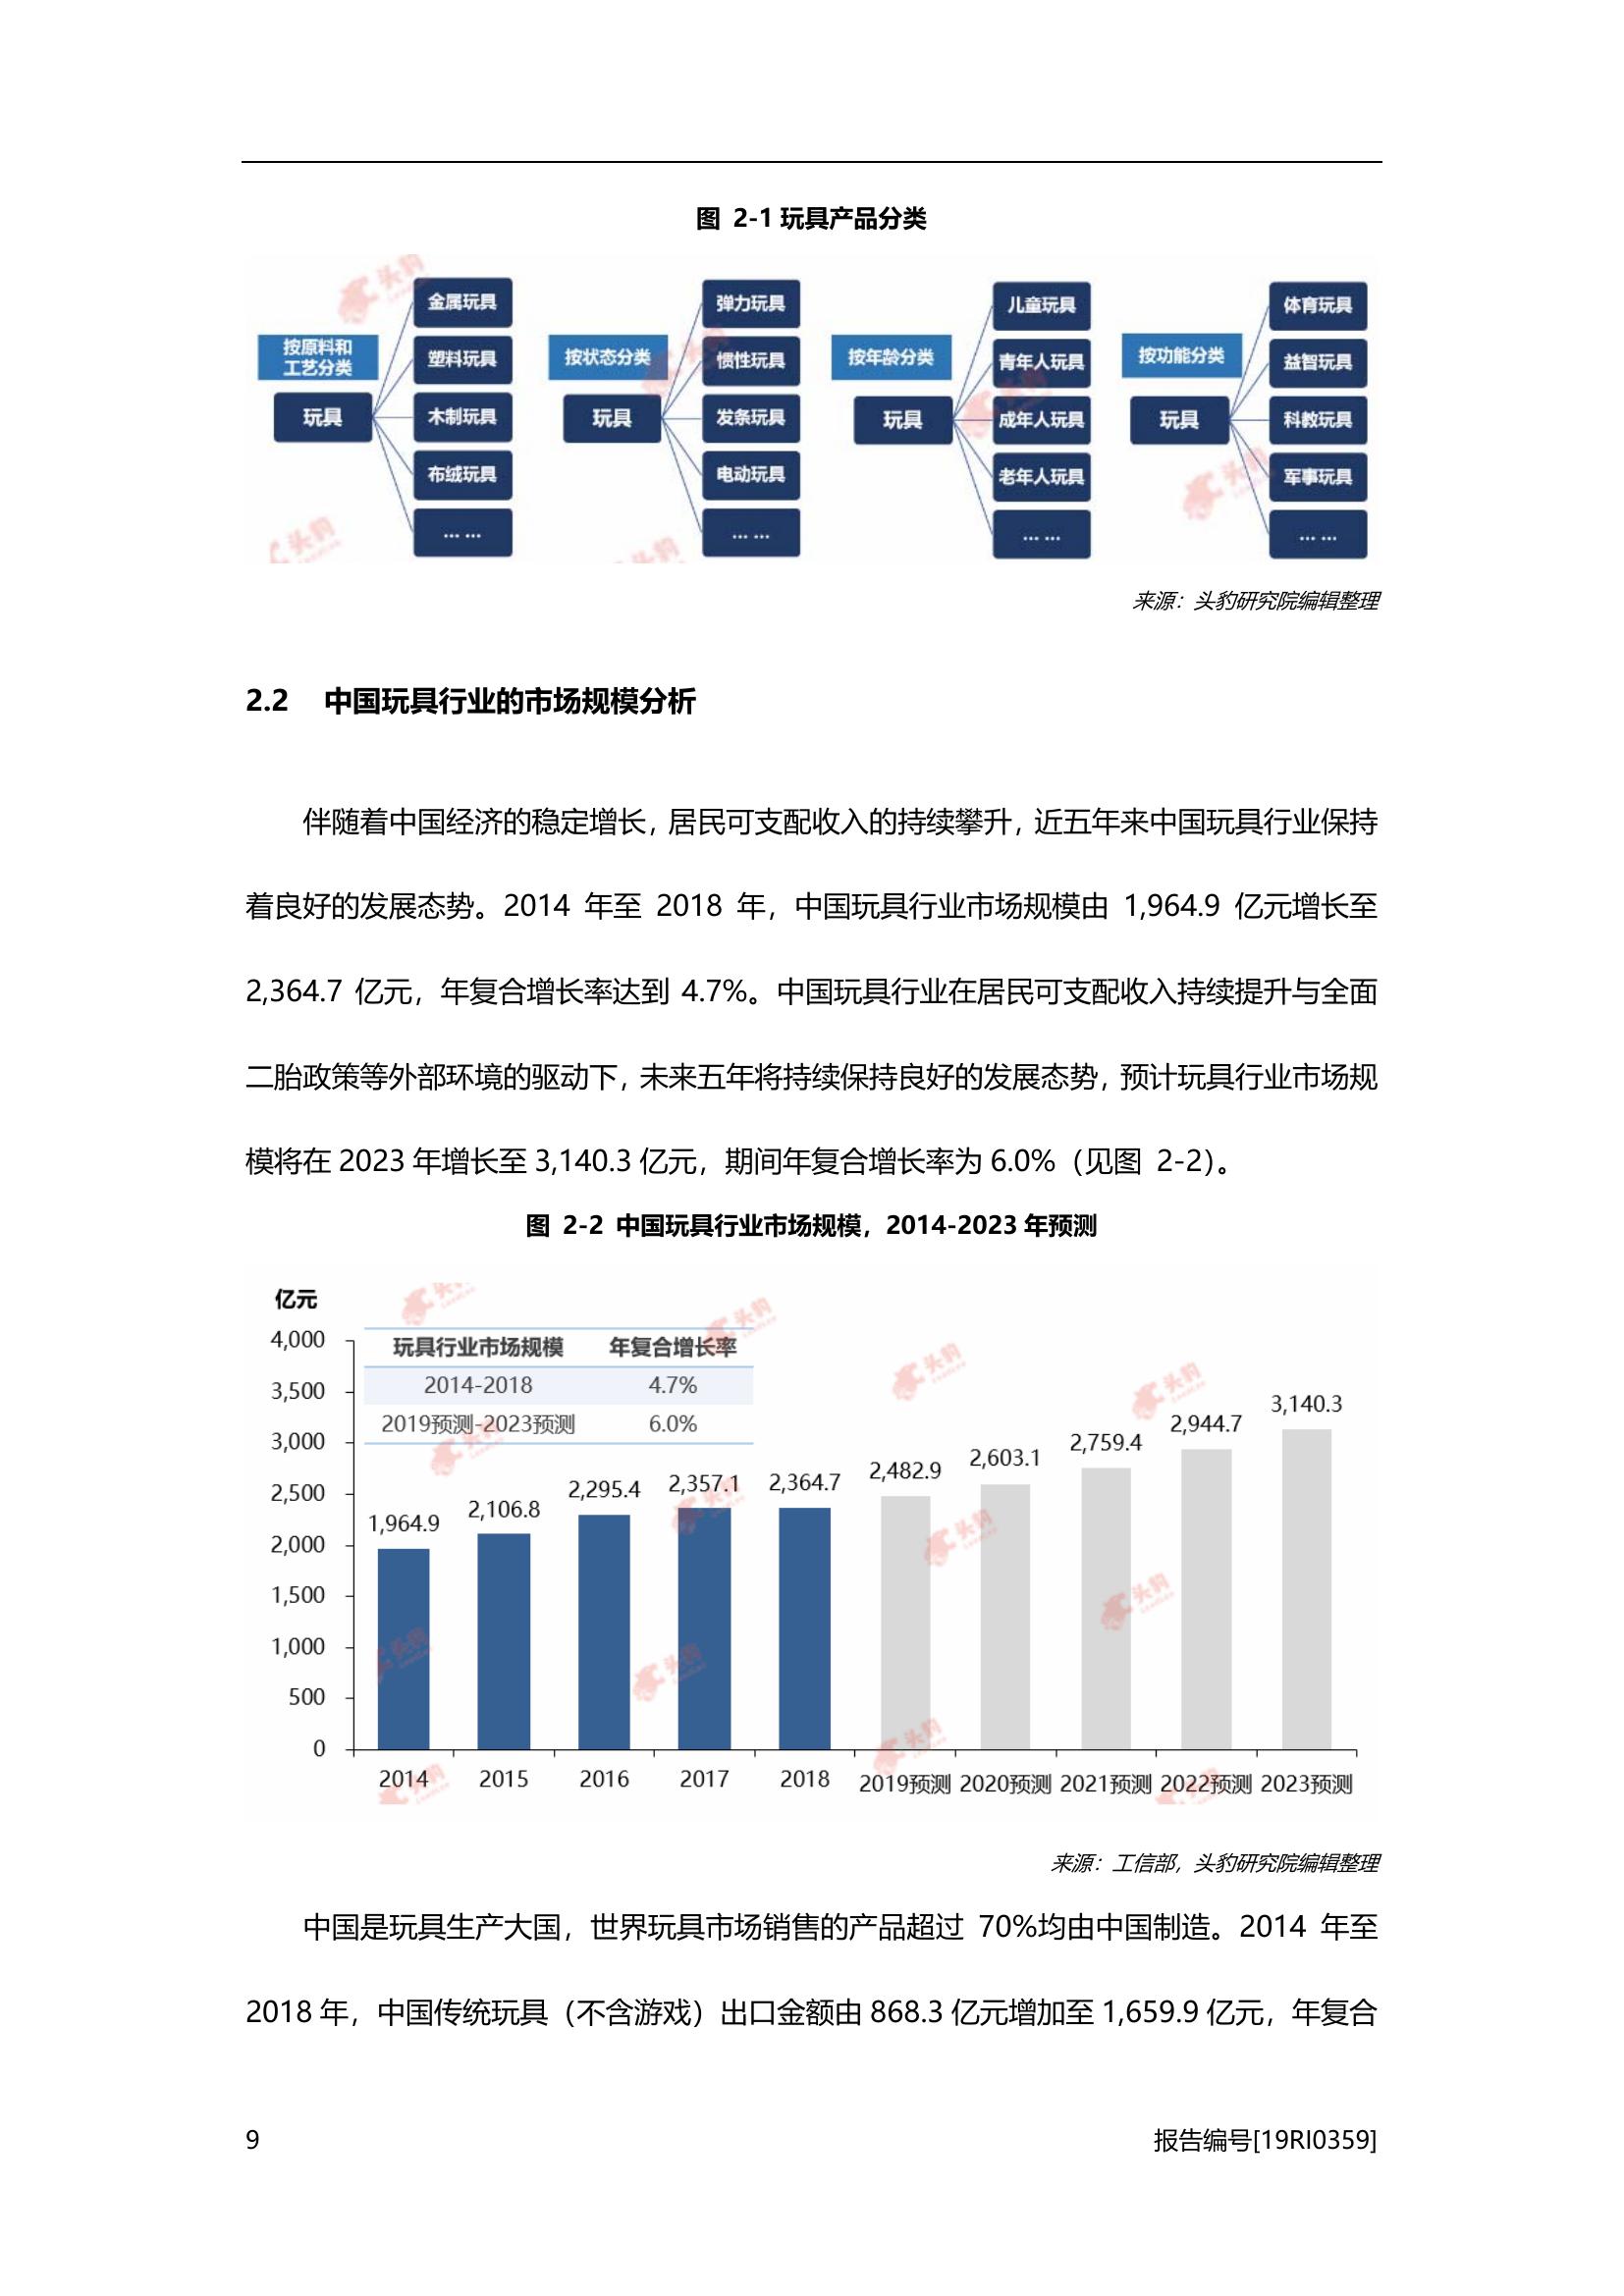 图 2-1 玩具产品分类
按原料和
工艺分类
玩具
金属玩具
塑料玩具
木制玩具
布绒玩具
... ...
按状态分类
玩具
弹力玩具
惯性玩具
发条玩具
电动玩具
... ...
按年龄分类
玩具
儿童玩具
青年人玩具
成年人玩具
老年人玩具
... ...
按功能分类
玩具
体育玩具
益智玩具
科教玩具
军事玩具
... ...
来源：头豹研究院编辑整理
2.2 中国玩具行业的市场规模分析
伴随着中国经济的稳定增长，居民可支配收入的持续攀升，近五年来中国玩具行业保持
着良好的发展态势。2014 年至 2018 年，中国玩具行业市场规模由 1,964.9 亿元增长至
2,364.7 亿元，年复合增长率达到 4.7%。中国玩具行业在居民可支配收入持续提升与全面
二胎政策等外部环境的驱动下，未来五年将持续保持良好的发展态势，预计玩具行业市场规
模将在 2023 年增长至 3,140.3 亿元，期间年复合增长率为 6.0%（见图 2-2）。
图 2-2 中国玩具行业市场规模，2014-2023 年预测
亿元
4,000
3,500
3,000
2,500
2,000
1,500
1,000
500
0
玩具行业市场规模 年复合增长率
2014-2018 4.7%
2019预测-2023预测 6.0%
1,964.9
2,106.8
2,295.4
2,357.1
2,364.7
2,482.9
2,603.1
2,759.4
2,944.7
3,140.3
2014 2015 2016 2017 2018 2019预测 2020预测 2021预测 2022预测 2023预测
来源：工信部，头豹研究院编辑整理
中国是玩具生产大国，世界玩具市场销售的产品超过 70%均由中国制造。2014 年至
2018 年，中国传统玩具（不含游戏）出口金额由 868.3 亿元增加至 1,659.9 亿元，年复合
9 报告编号[19RI0359]